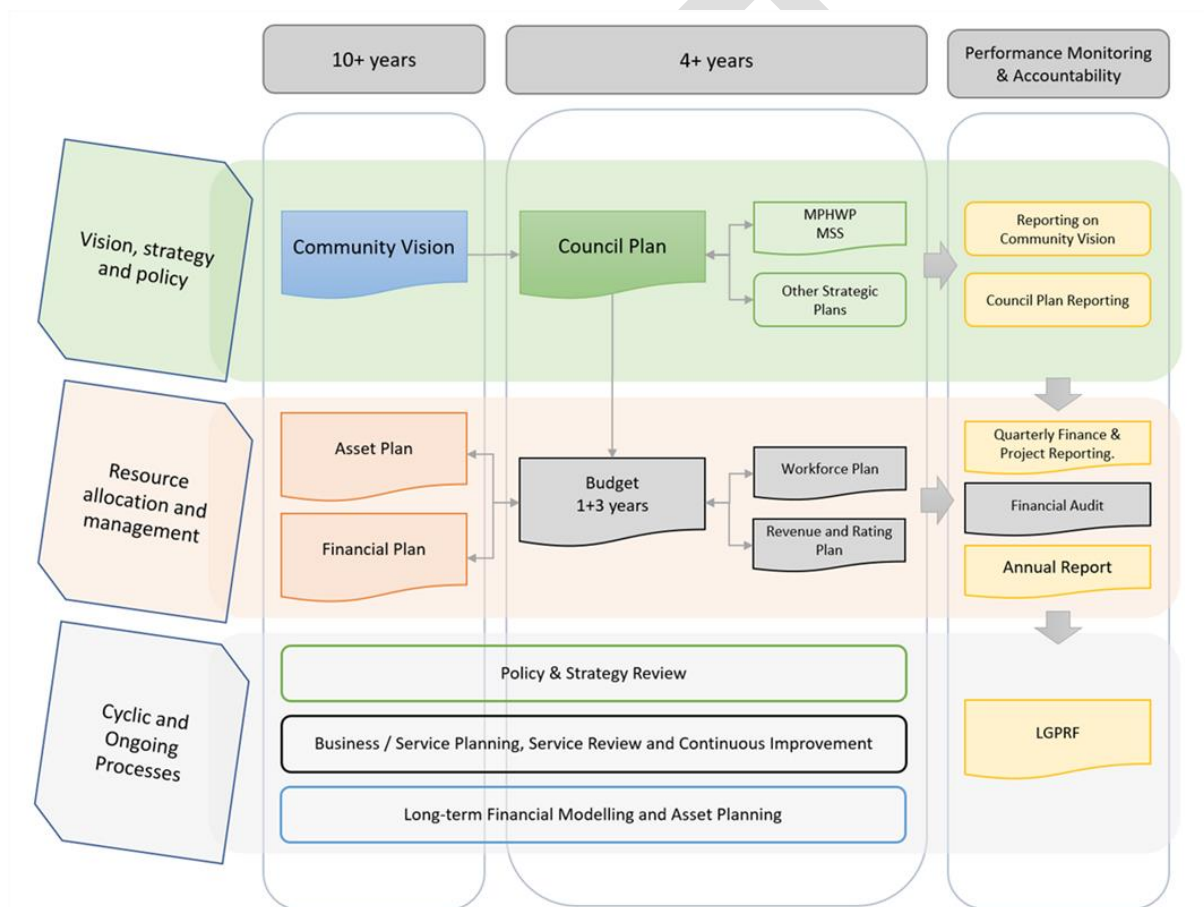 10+ years
4+ years
Performance Monitoring
& Accountability
Vision, strategy
and policy
Community Vision
Council Plan
MPHWP
MSS
Other Strategic
Plans
Reporting on
Community Vision
Council Plan Reporting
Resource
allocation and
management
Asset Plan
Financial Plan
Budget
1+3 years
Workforce Plan
Revenue and Rating
Plan
Quarterly Finance &
Project Reporting.
Financial Audit
Annual Report
Cyclic and
Ongoing
Processes
Policy & Strategy Review
Business / Service Planning, Service Review and Continuous Improvement
Long-term Financial Modelling and Asset Planning
LGPRF